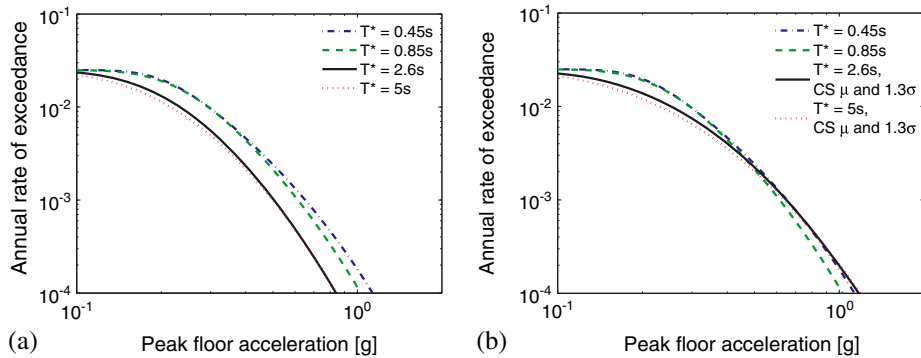 Annual rate of exceedance
10⁻¹
10⁻²
10⁻³
10⁻⁴
T* = 0.45s
T* = 0.85s
T* = 2.6s
T* = 5s
10⁻¹
10⁰
(a)
Peak floor acceleration [g]
Annual rate of exceedance
10⁻¹
10⁻²
10⁻³
10⁻⁴
T* = 0.45s
T* = 0.85s
T* = 2.6s,
CS μ and 1.3σ
T* = 5s,
CS μ and 1.3σ
10⁻¹
10⁰
(b)
Peak floor acceleration [g]